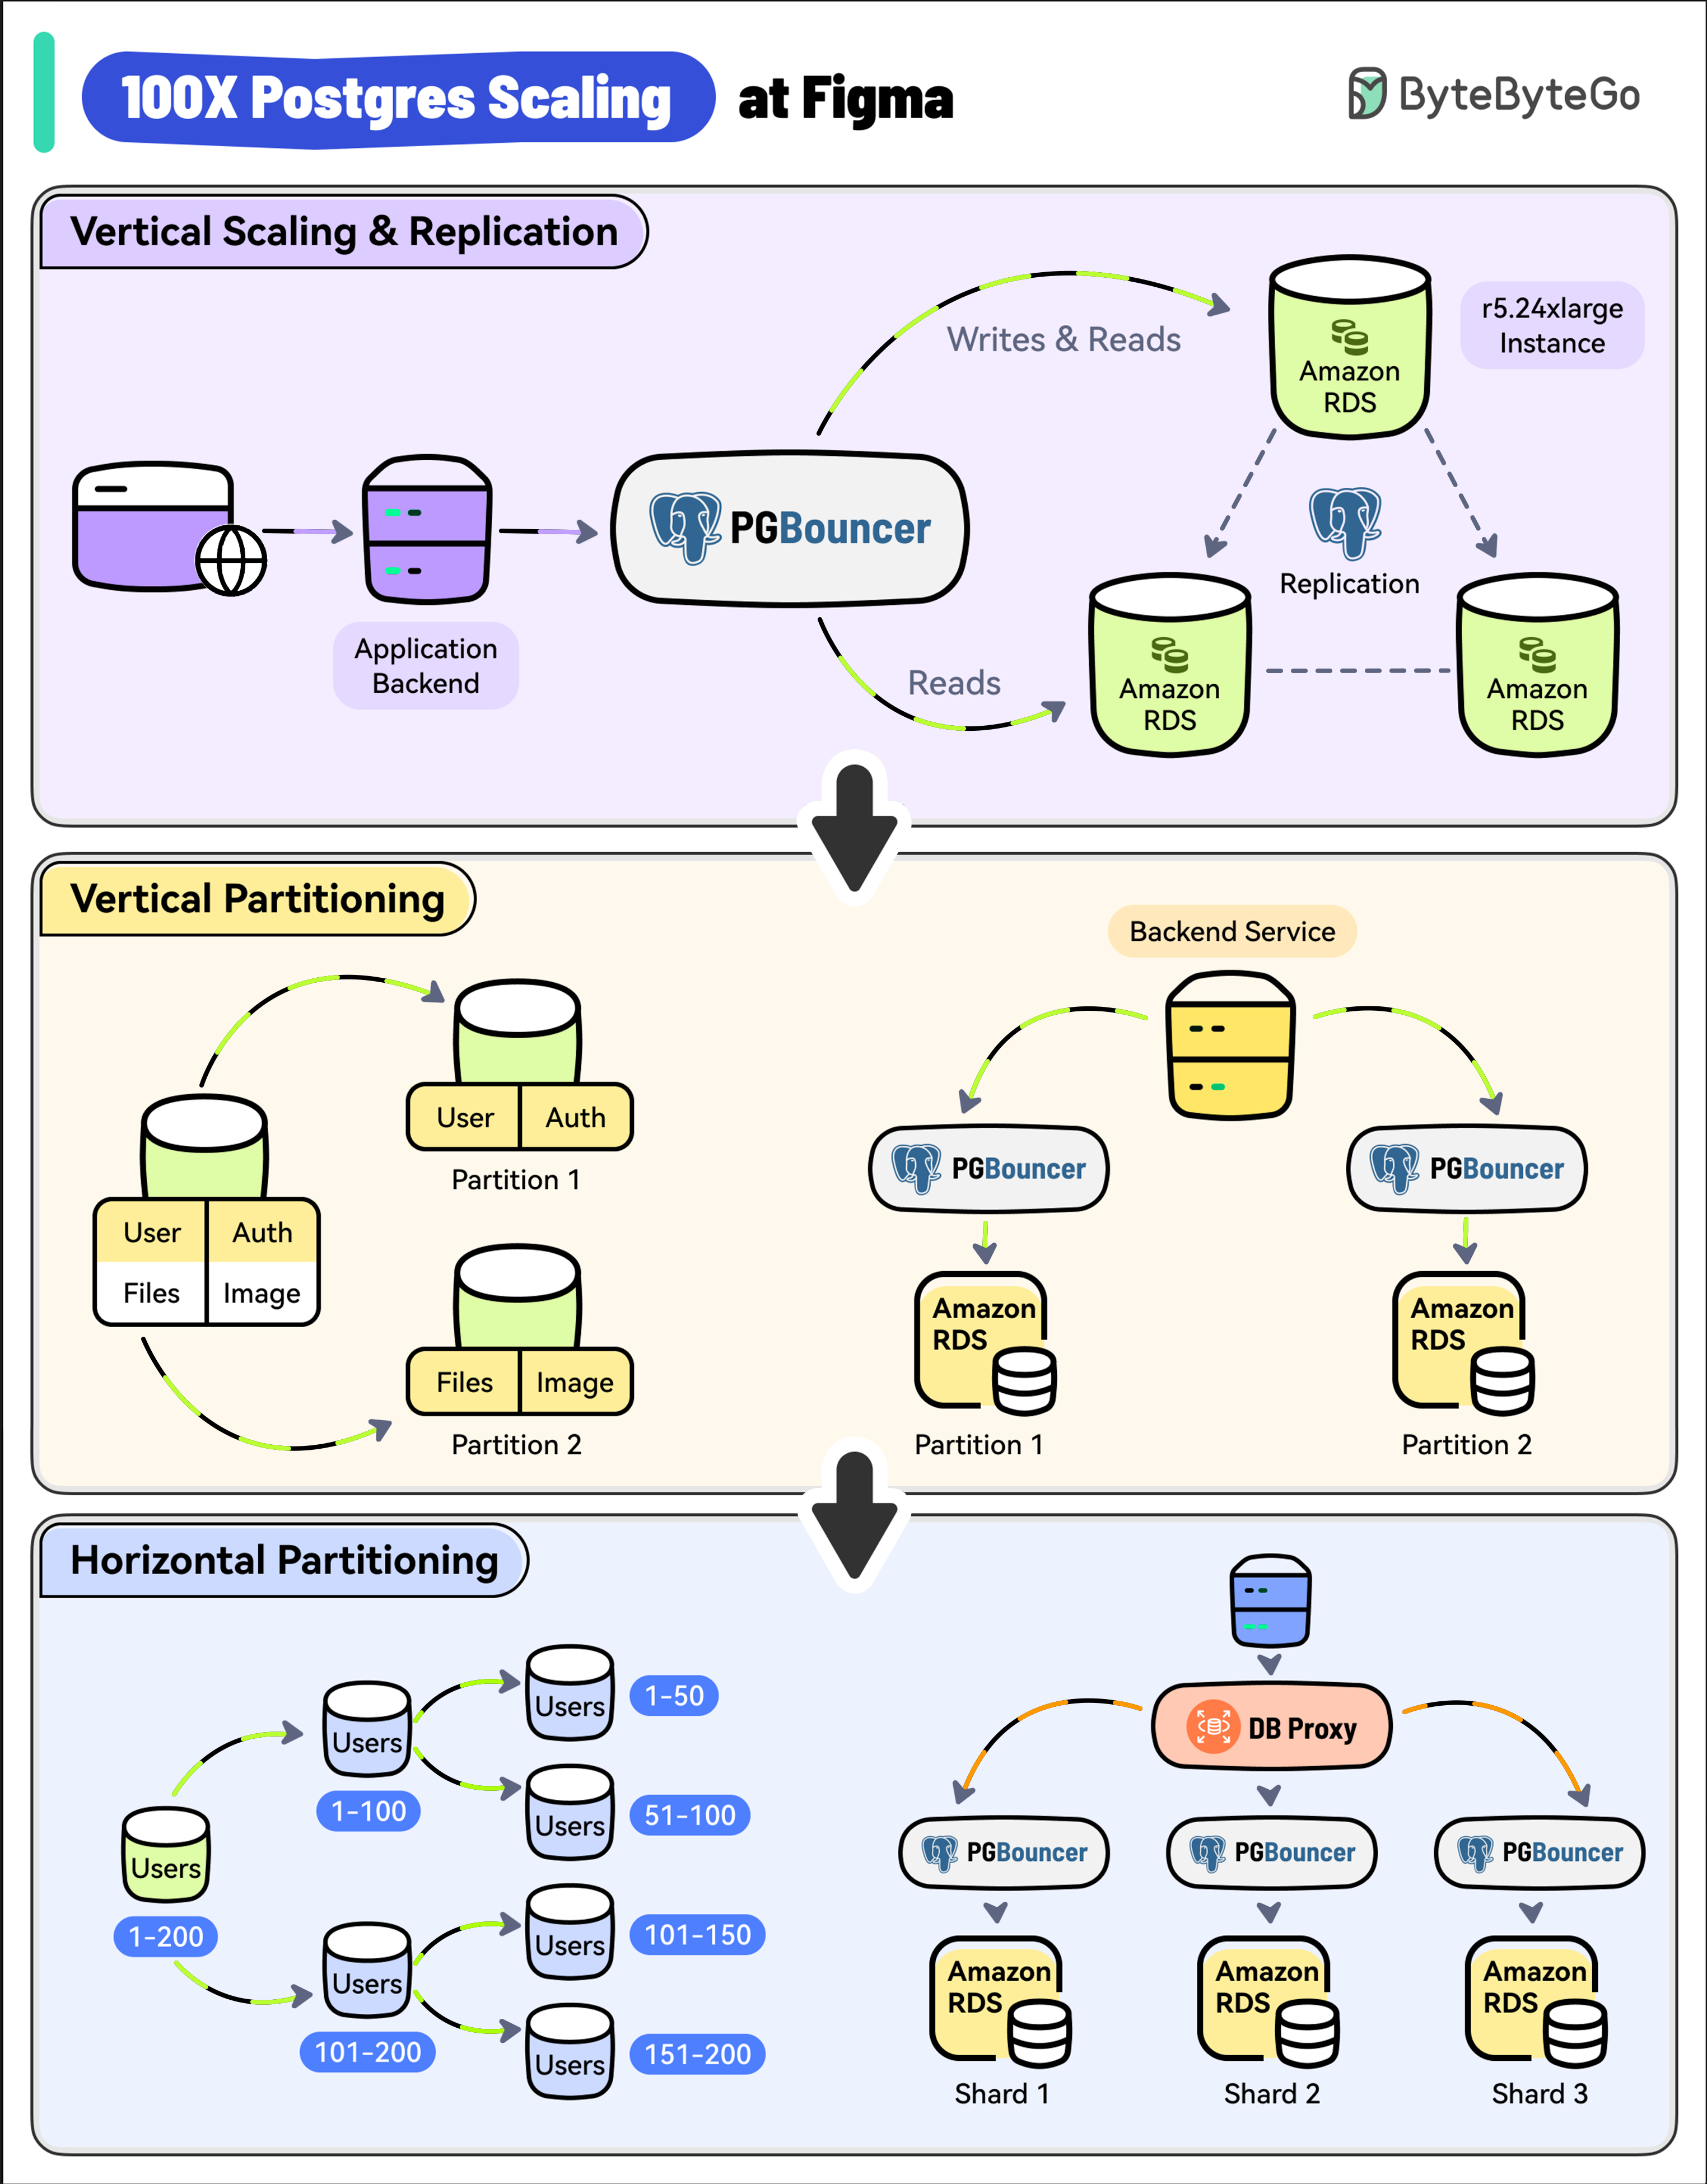 100X Postgres Scaling at Figma
ByteByteGo
Vertical Scaling & Replication
Writes & Reads
Amazon
RDS
r5.24xlarge
Instance
PGBouncer
Application
Backend
Replication
Reads
Amazon
RDS
Amazon
RDS
Vertical Partitioning
User Auth
Partition 1
User Auth
Files Image
Files Image
Partition 2
Backend Service
PGBouncer
PGBouncer
Amazon
RDS
Partition 1
Amazon
RDS
Partition 2
Horizontal Partitioning
Users
1-200
Users
1-100
Users
101-200
Users
1-50
Users
51-100
Users
101-150
Users
151-200
DB Proxy
PGBouncer
PGBouncer
PGBouncer
Amazon
RDS
Shard 1
Amazon
RDS
Shard 2
Amazon
RDS
Shard 3